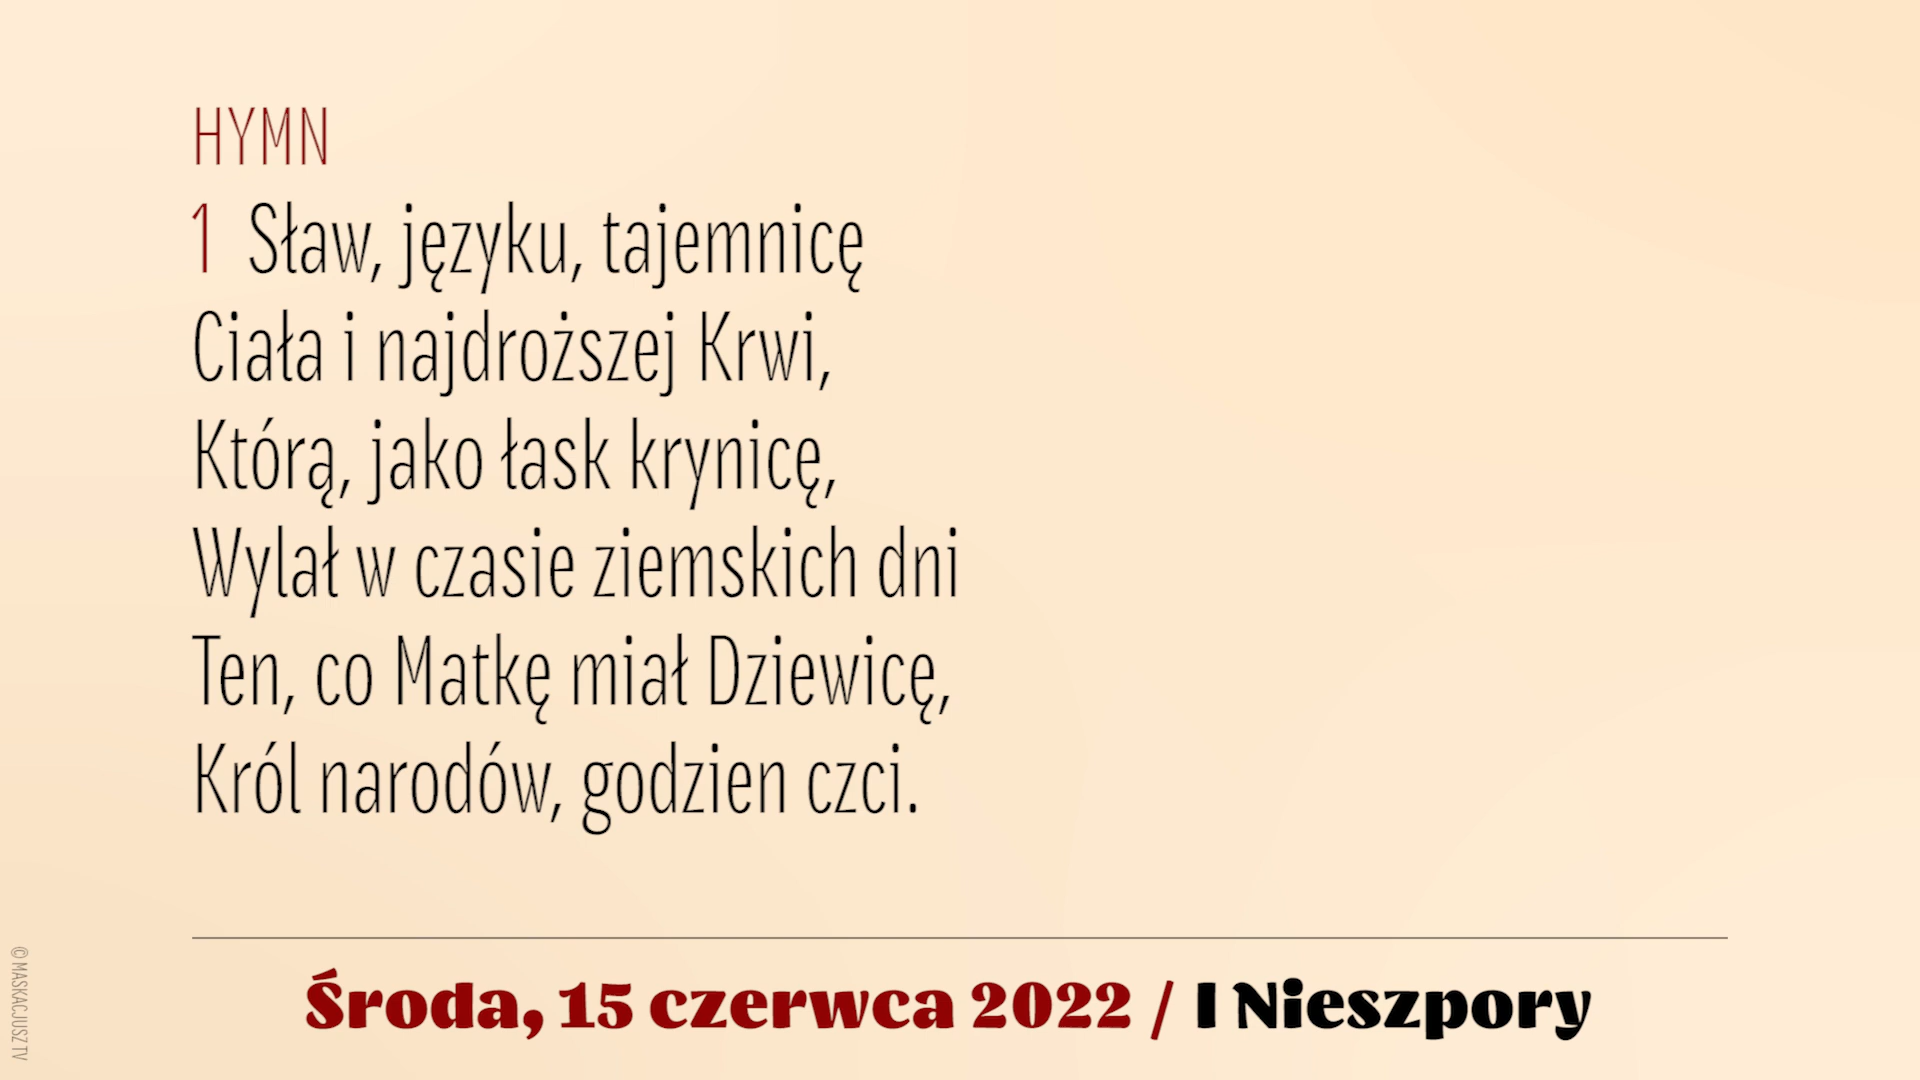 HYMN
1 Sław, języku, tajemnicę
Ciała i najdroższej Krwi,
Którą, jako łask krynicę,
Wylał w czasie ziemskich dni
Ten, co Matkę miał Dziewicę,
Król narodów, godzien czci.
Środa, 15 czerwca 2022 / I Nieszpory
© MASKACJUSZ TV